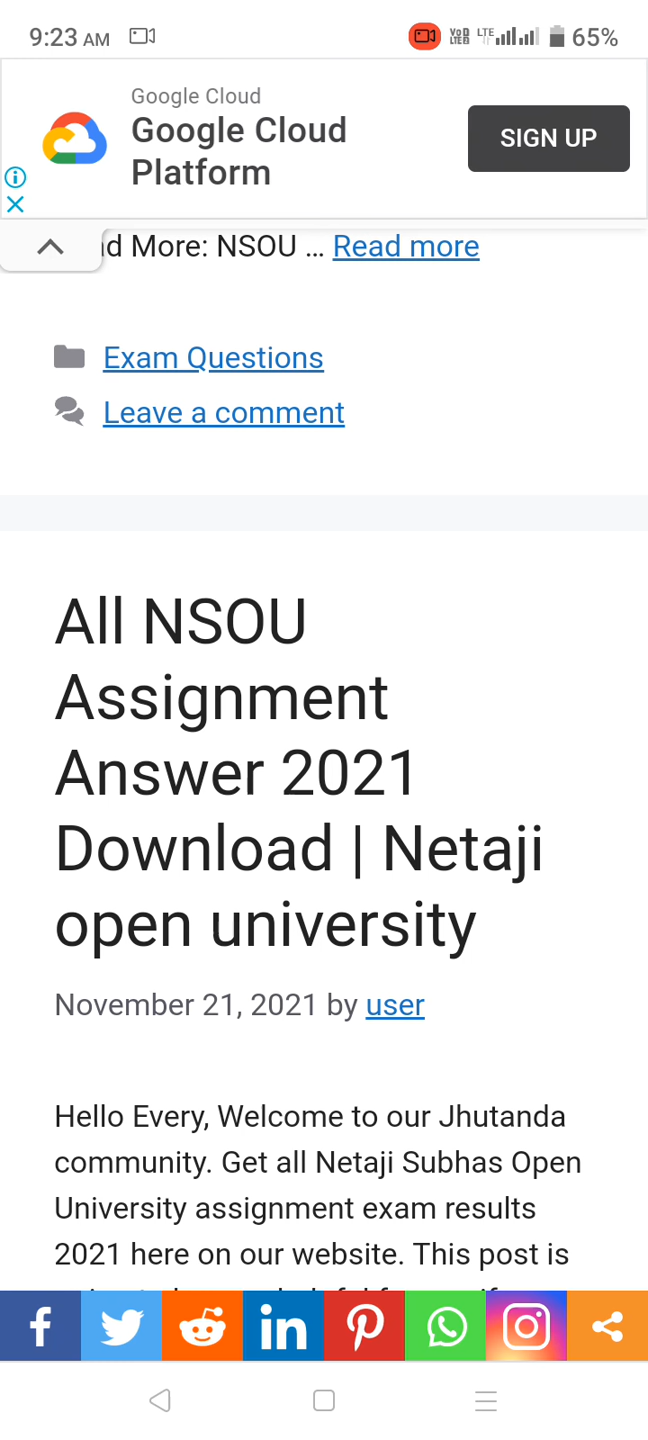 9:23 AM
65%
Google Cloud
Google Cloud
Platform
SIGN UP
d More: NSOU ... Read more
Exam Questions
Leave a comment
All NSOU
Assignment
Answer 2021
Download | Netaji
open university
November 21, 2021 by user
Hello Every, Welcome to our Jhutanda
community. Get all Netaji Subhas Open
University assignment exam results
2021 here on our website. This post is